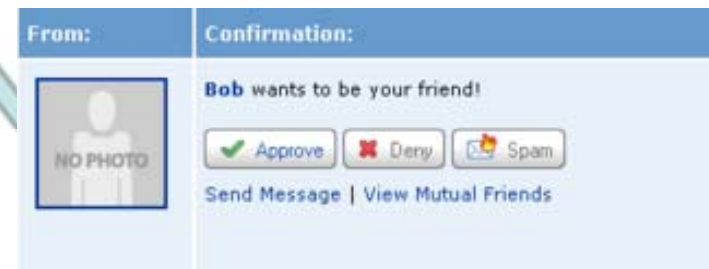 From: Confirmation:
Bob wants to be your friend!
NO PHOTO
Approve Deny Spam
Send Message | View Mutual Friends